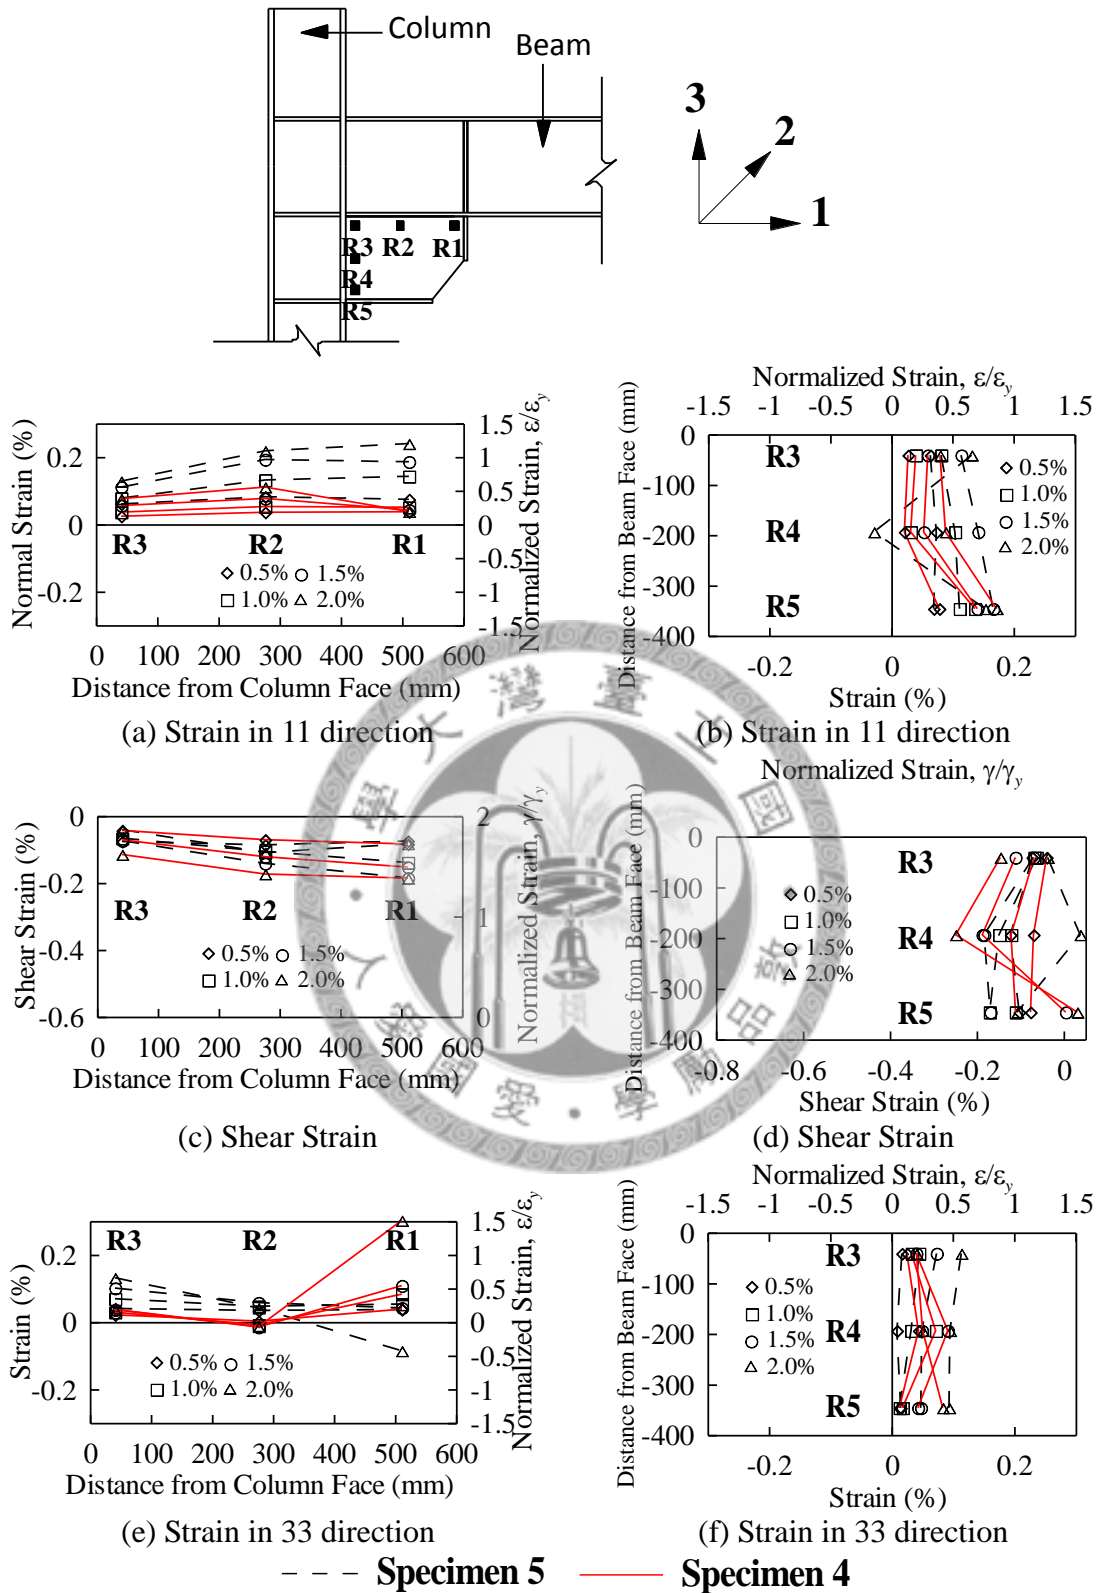 Column
Beam
3
2
1
R3 R2 R1
R4
R5
Normal Strain (%)
0.2
0
-0.2
1.5
1
0.5
0
-0.5
-1
-1.5
Normalized Strain, ε/εy
R3 R2 R1
0.5% 1.5%
1.0% 2.0%
0 100 200 300 400 500 600
Distance from Column Face (mm)
(a) Strain in 11 direction
Normalized Strain, ε/εy
-1.5 -1 -0.5 0 0.5 1 1.5
Distance from Beam Face (mm)
0
-100
-200
-300
-400
R3
R4
R5
0.5%
1.0%
1.5%
2.0%
-0.2 0 0.2
Strain (%)
(b) Strain in 11 direction
Shear Strain (%)
0
-0.2
-0.4
-0.6
2
1
0
Normalized Strain, γ/γy
R3 R2 R1
0.5% 1.5%
1.0% 2.0%
0 100 200 300 400 500 600
Distance from Column Face (mm)
(c) Shear Strain
Normalized Strain, γ/γy
Distance from Beam Face (mm)
0
-100
-200
-300
-400
R3
R4
R5
0.5%
1.0%
1.5%
2.0%
-0.8 -0.6 -0.4 -0.2 0
Shear Strain (%)
(d) Shear Strain
Strain (%)
0.2
0
-0.2
1.5
1
0.5
0
-0.5
-1
-1.5
Normalized Strain, ε/εy
R3 R2 R1
0.5% 1.5%
1.0% 2.0%
0 100 200 300 400 500 600
Distance from Column Face (mm)
(e) Strain in 33 direction
Normalized Strain, ε/εy
-1.5 -1 -0.5 0 0.5 1 1.5
Distance from Beam Face (mm)
0
-100
-200
-300
-400
R3
R4
R5
0.5%
1.0%
1.5%
2.0%
-0.2 0 0.2
Strain (%)
(f) Strain in 33 direction
Specimen 5 Specimen 4
大灣臺立